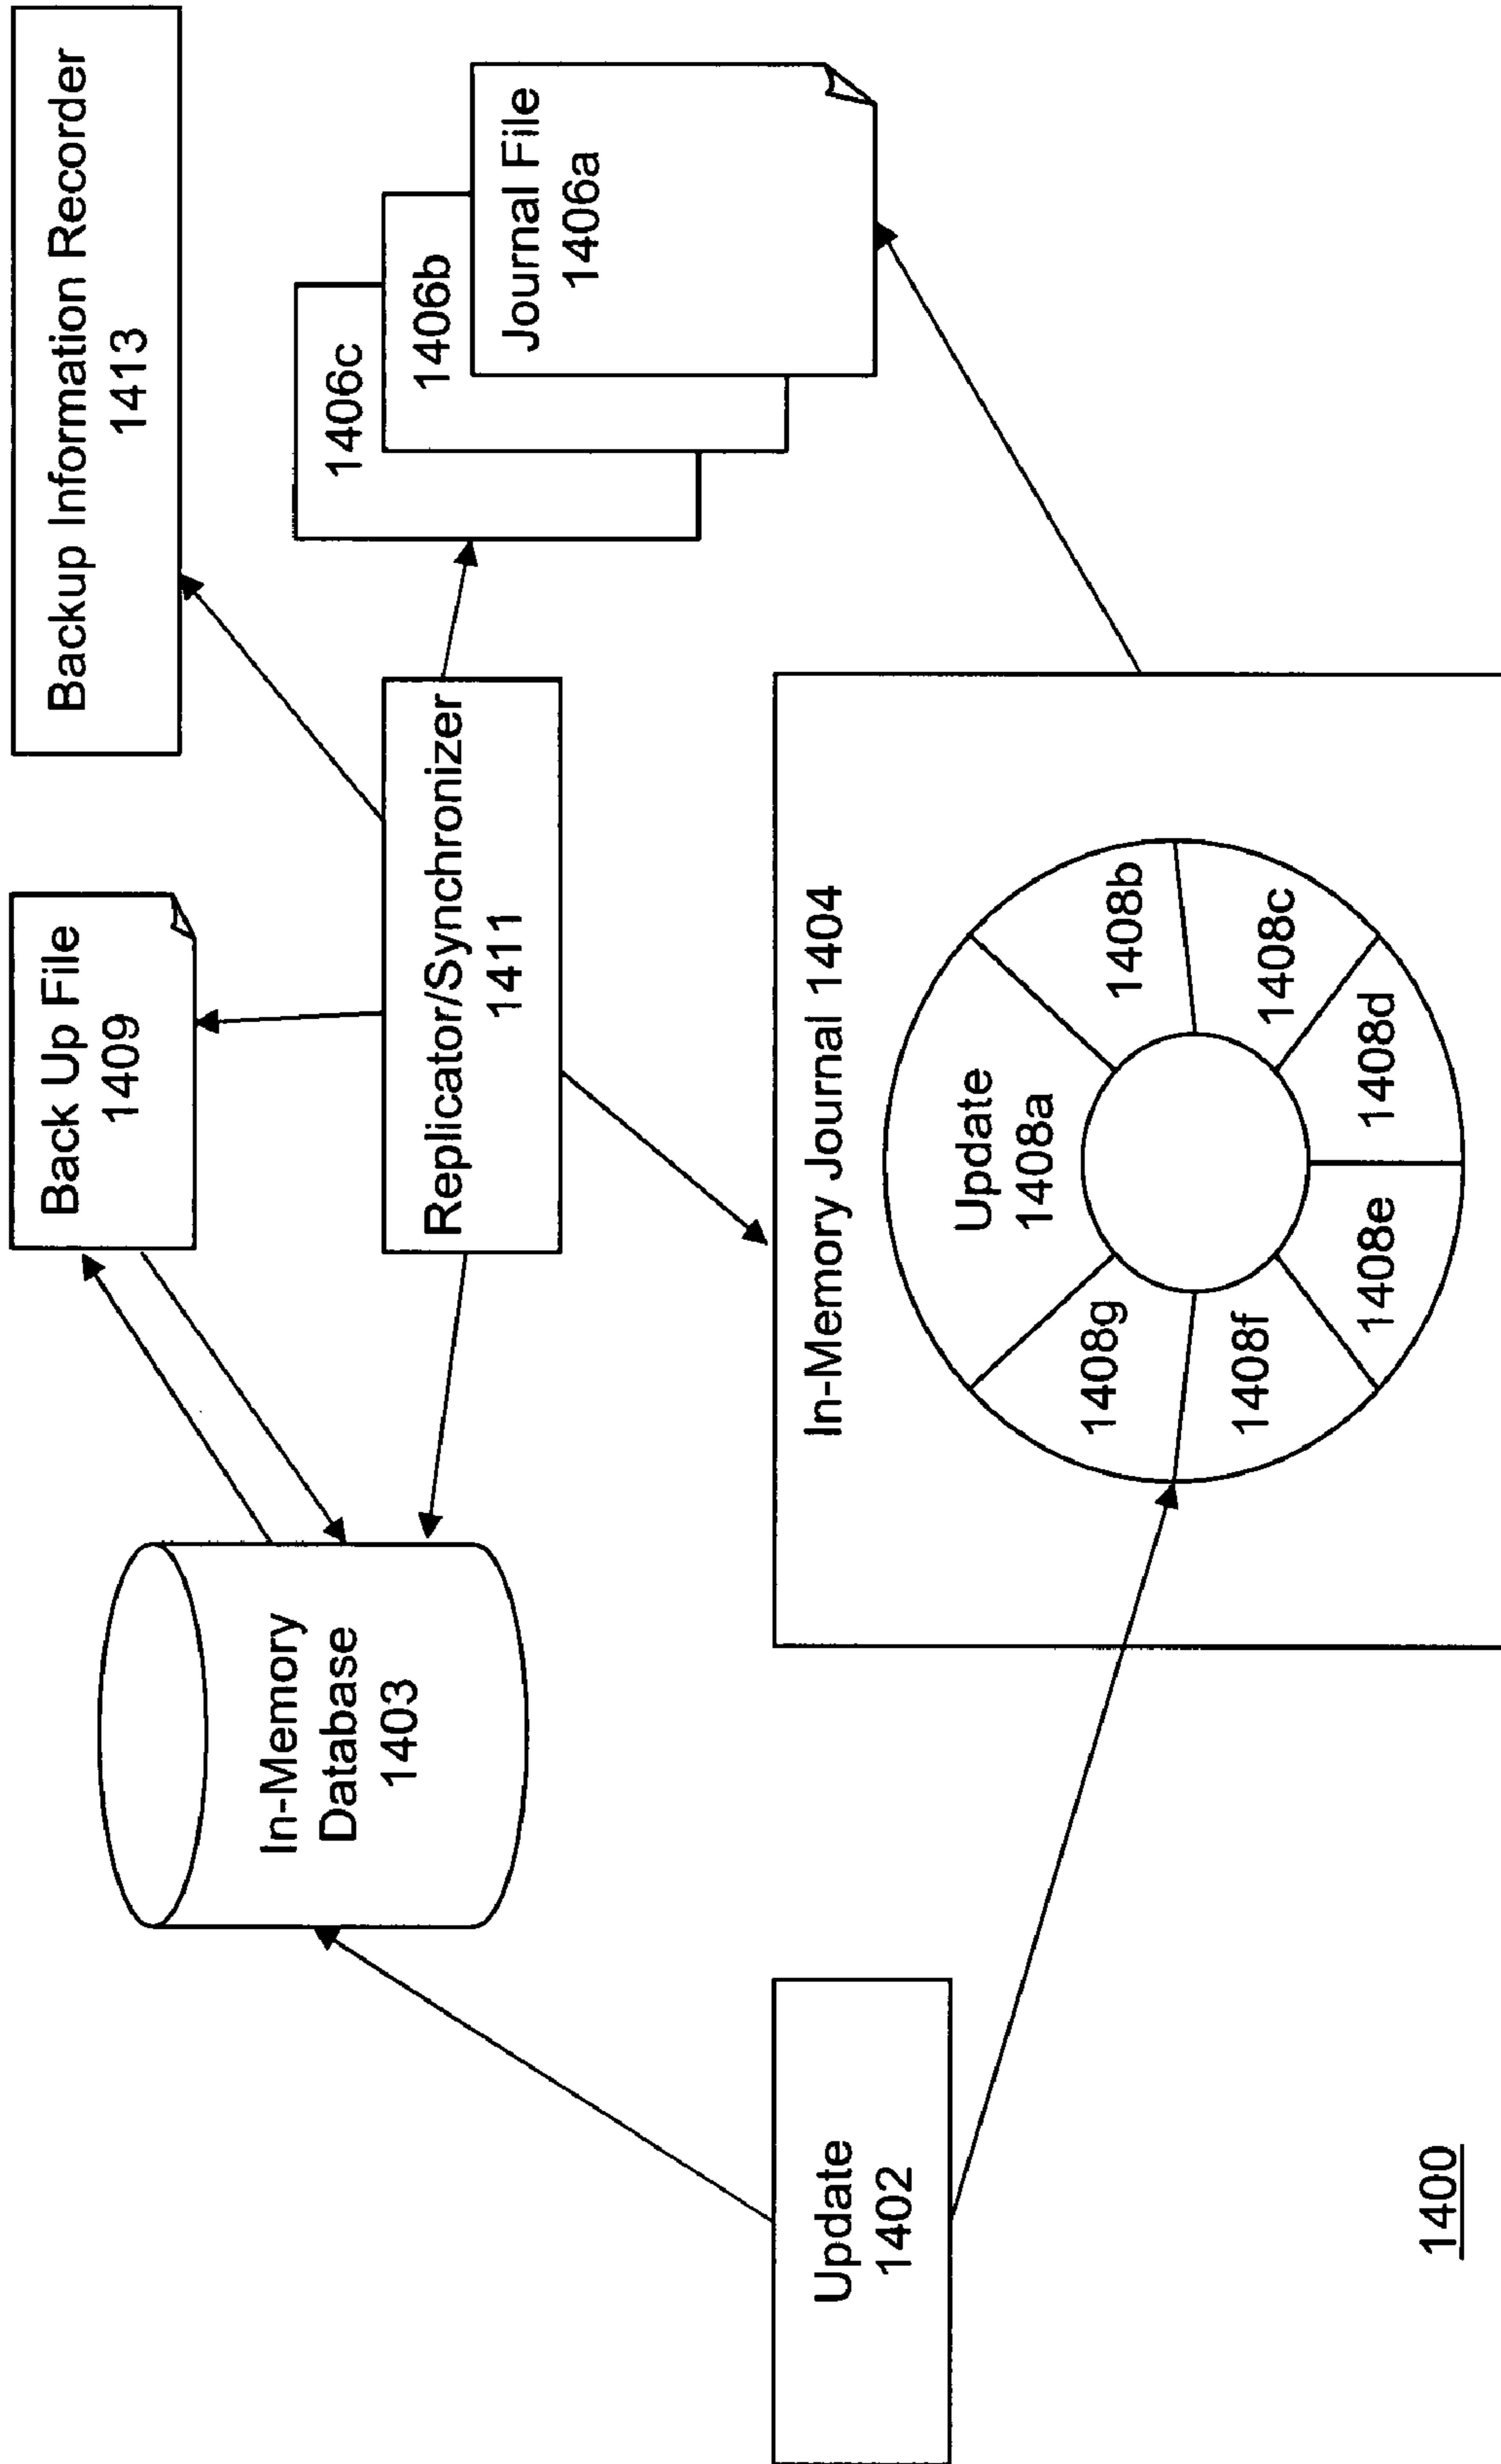 Back Up File
1409
Backup Information Recorder
1413
In-Memory
Database
1403
Replicator/Synchronizer
1411
1406c
1406b
Journal File
1406a
Update
1402
In-Memory Journal 1404
Update
1408a
1408b
1408c
1408d
1408e
1408f
1408g
1400